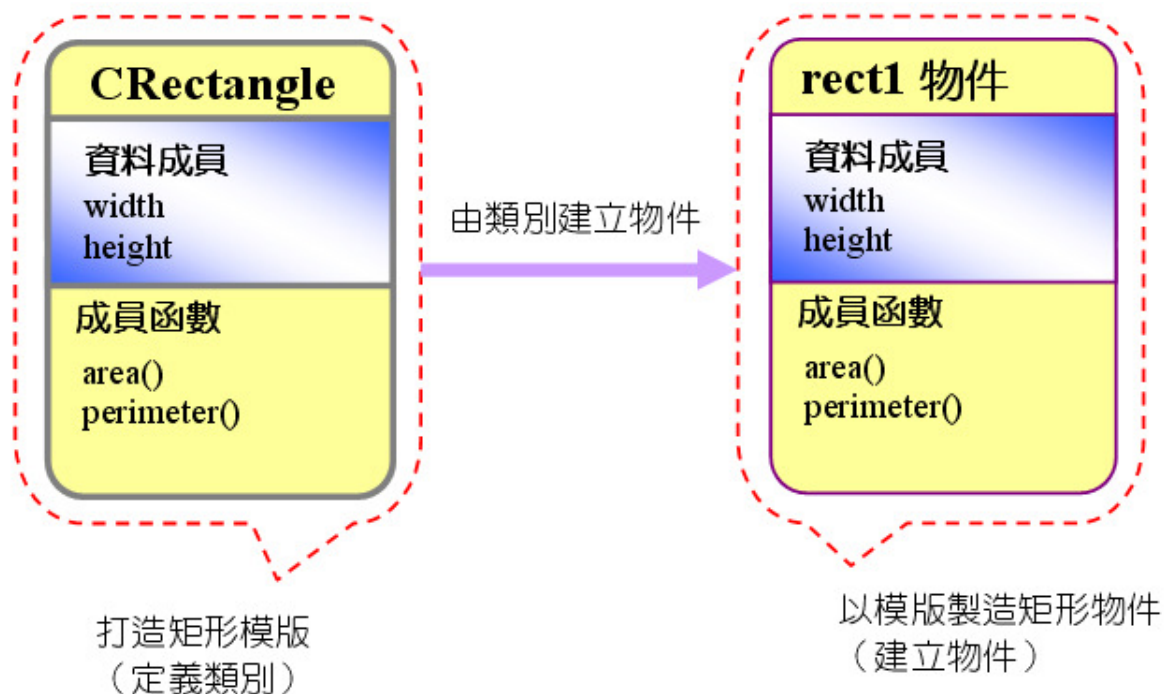 CRectangle
資料成員
width
height
成員函數
area()
perimeter()
由類別建立物件
rect1 物件
資料成員
width
height
成員函數
area()
perimeter()
打造矩形模版
（定義類別）
以模版製造矩形物件
（建立物件）